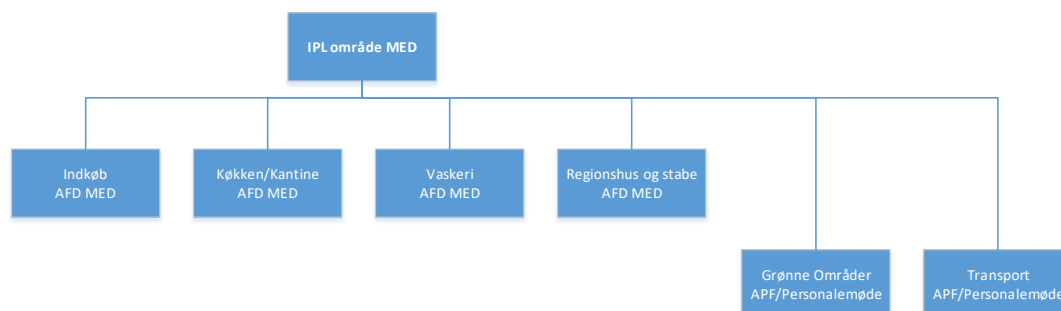 IPL område MED
Indkøb
AFD MED
Køkken/Kantine
AFD MED
Vaskeri
AFD MED
Regionshus og stabe
AFD MED
Grønne Områder
APF/Personalemøde
Transport
APF/Personalemøde